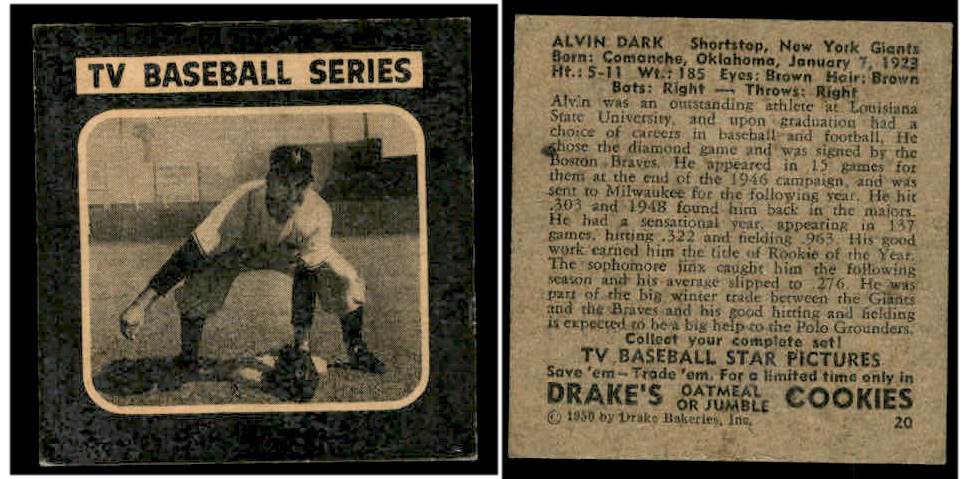 TV BASEBALL SERIES
ALVIN DARK Shortstop, New York Giants
Born: Comanche, Oklahoma, January 7, 1923
Ht.: 5-11 Wt.: 185 Eyes: Brown Hair: Brown
Bats: Right — Throws: Right
Alvin was an outstanding athlete at Louisiana
State University, and upon graduation had a
choice of careers in baseball and football. He
chose the diamond game and was signed by the
Boston Braves. He appeared in 15 games for
them at the end of the 1946 campaign, and was
sent to Milwaukee for the following year. He hit
.303 and 1948 found him back in the majors.
He had a sensational year, appearing in 137
games, hitting .322 and fielding .963. His good
work earned him the title of Rookie of the Year.
The sophomore jinx caught him the following
season and his average slipped to .276. He was
part of the big winter trade between the Giants
and the Braves and his good hitting and fielding
is expected to be a big help to the Polo Grounders.
Collect your complete set!
TV BASEBALL STAR PICTURES
Save 'em — Trade 'em. For a limited time only in
DRAKE'S OATMEAL OR JUMBLE COOKIES
© 1950 by Drake Bakeries, Inc. 20